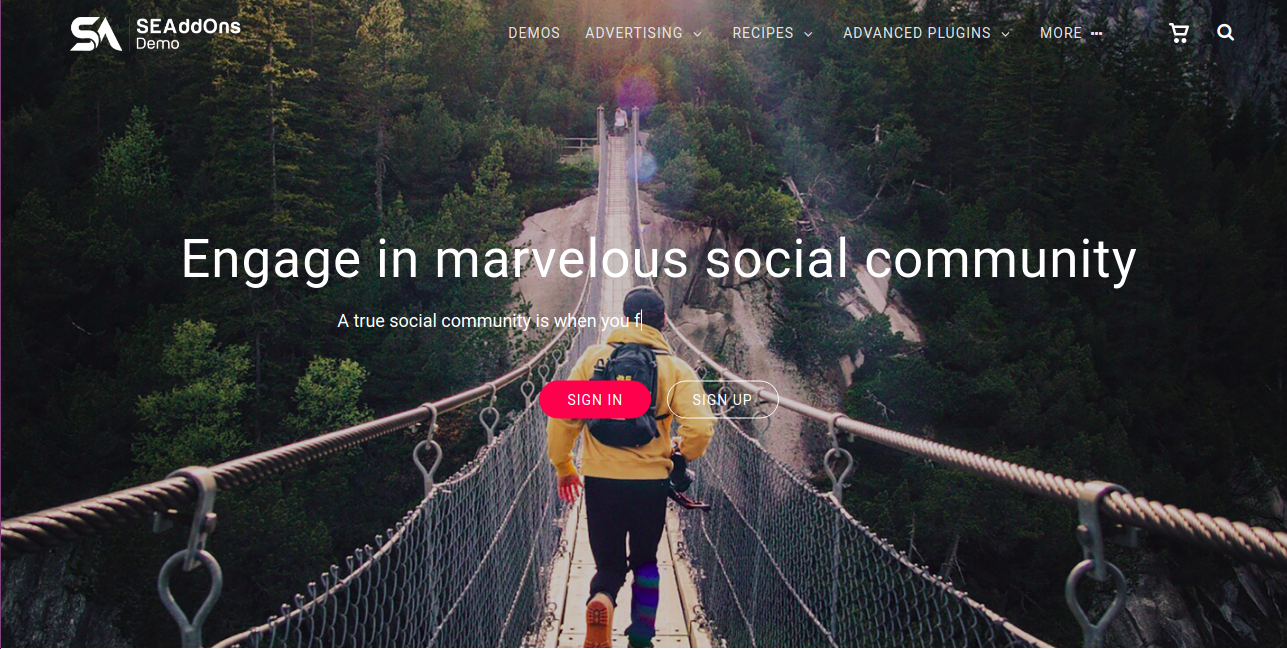 SA SEAddOns
Demo
DEMOS ADVERTISING RECIPES ADVANCED PLUGINS MORE
Engage in marvelous social community
A true social community is when you f
SIGN IN SIGN UP